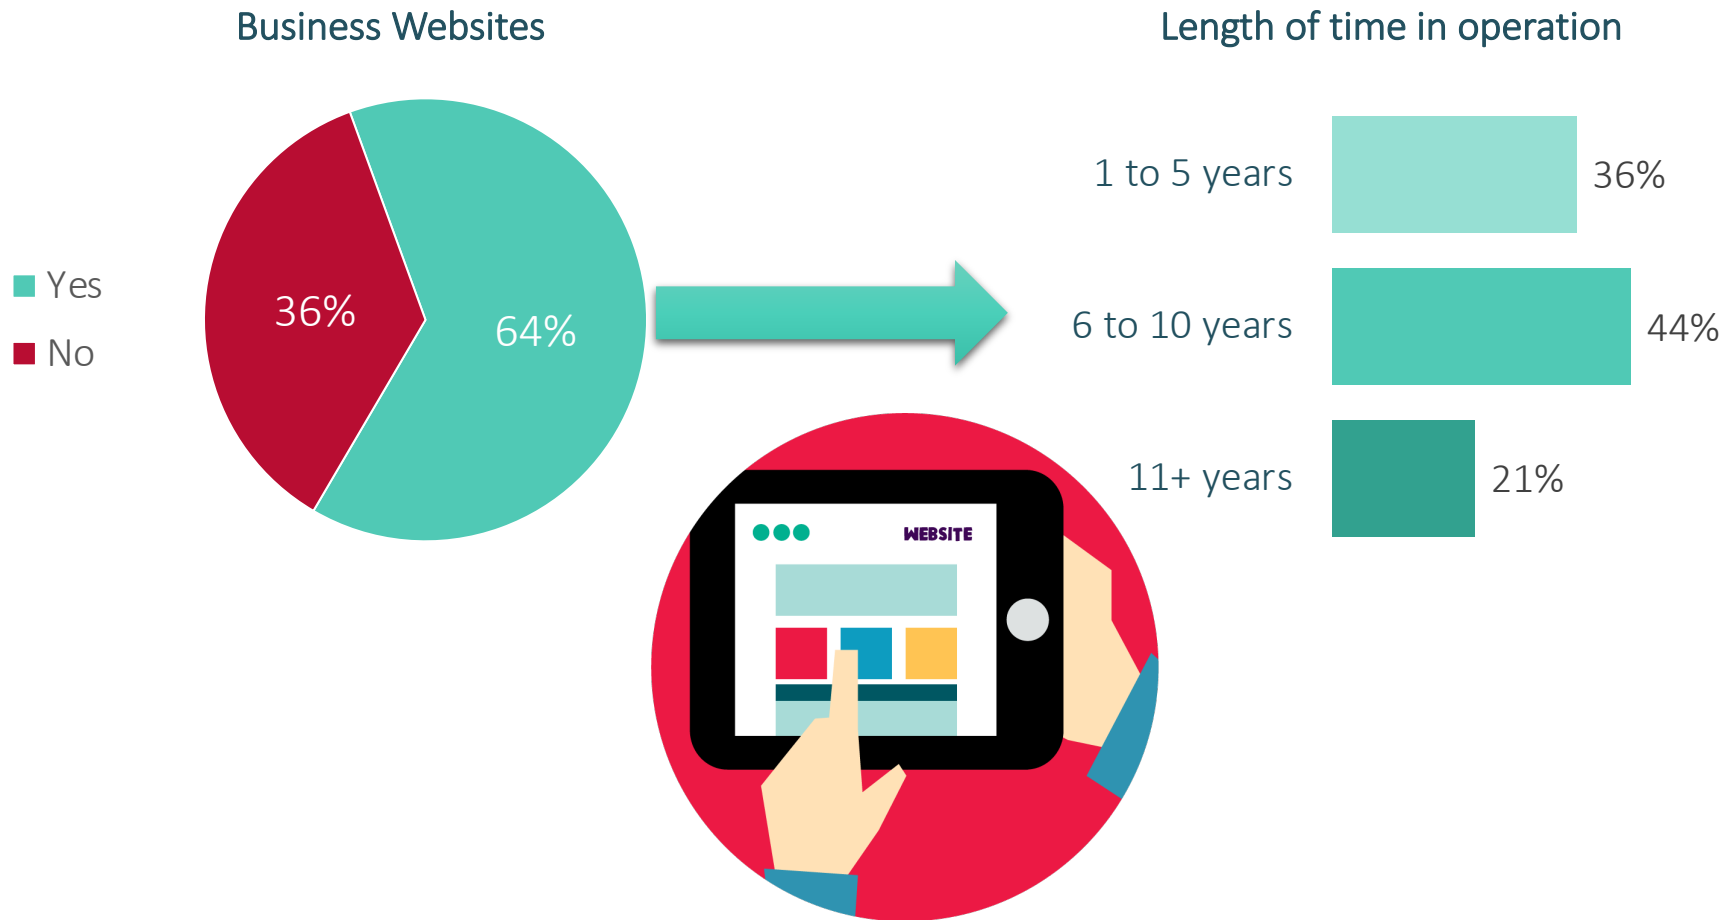 Business Websites
Yes
No
36%
64%
Length of time in operation
1 to 5 years
36%
6 to 10 years
44%
11+ years
21%
WEBSITE